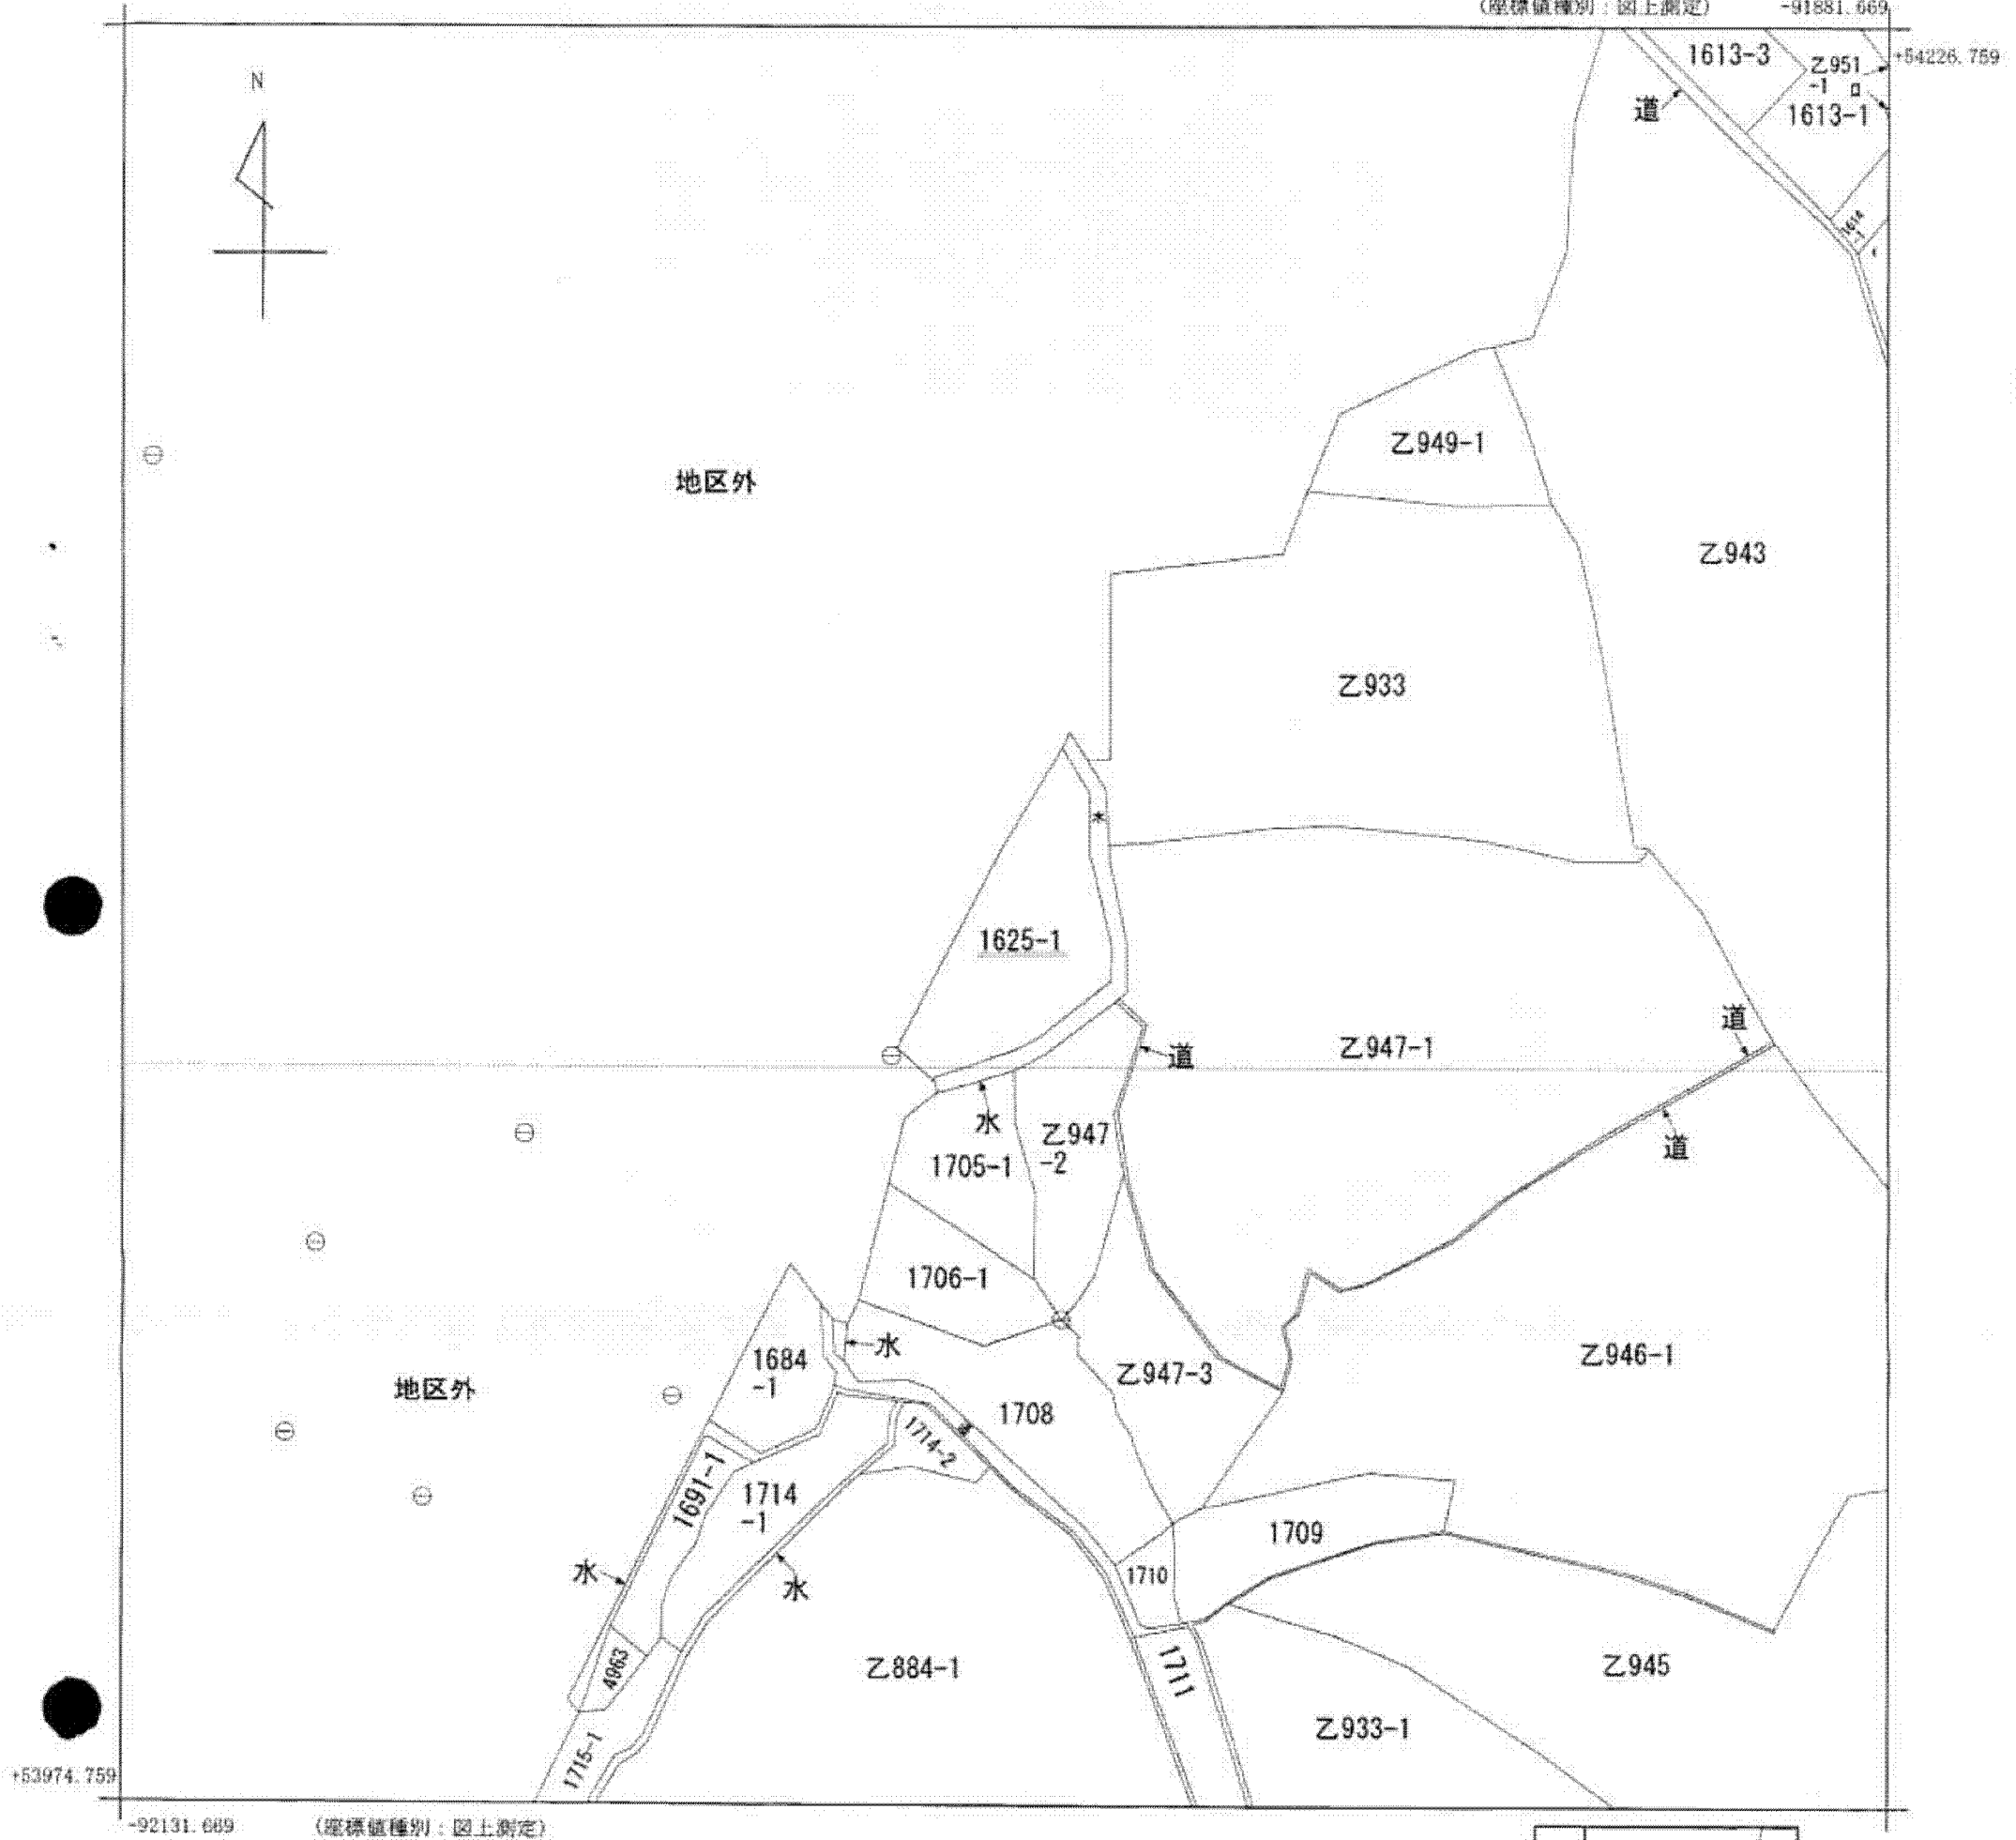 (座標値種別：図上測定)
-91881.669
+54226.759
N
1613-3
乙951
-1
ロ
道
1613-1
1614
-1
乙949-1
地区外
乙943
乙933
水
1625-1
道
乙947-1
道
水
乙947
-2
道
1705-1
1706-1
水
1684
-1
乙947-3
乙946-1
地区外
1708
1714-2
1691-1
1714
-1
1709
水
水
1710
4963
乙884-1
1711
乙945
乙933-1
1715-1
+53974.759
-92131.669
(座標値種別：図上測定)